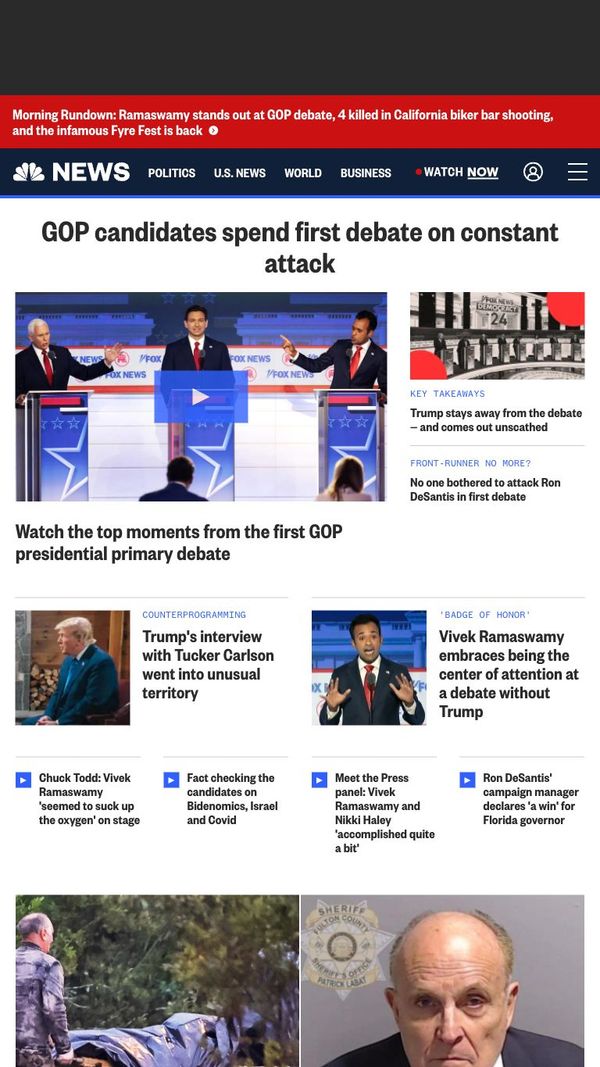 Morning Rundown: Ramaswamy stands out at GOP debate, 4 killed in California biker bar shooting,
and the infamous Fyre Fest is back
NEWS
POLITICS
U.S. NEWS
WORLD
BUSINESS
WATCH NOW
GOP candidates spend first debate on constant
attack
FOX NEWS
FOX NEWS
FOX NEWS
FOX NEWS
Watch the top moments from the first GOP
presidential primary debate
FOX NEWS
DEMOCRACY
24
KEY TAKEAWAYS
Trump stays away from the debate
— and comes out unscathed
FRONT-RUNNER NO MORE?
No one bothered to attack Ron
DeSantis in first debate
COUNTERPROGRAMMING
Trump's interview
with Tucker Carlson
went into unusual
territory
'BADGE OF HONOR'
Vivek Ramaswamy
embraces being the
center of attention at
a debate without
Trump
Chuck Todd: Vivek
Ramaswamy
'seemed to suck up
the oxygen' on stage
Fact checking the
candidates on
Bidenomics, Israel
and Covid
Meet the Press
panel: Vivek
Ramaswamy and
Nikki Haley
'accomplished quite
a bit'
Ron DeSantis'
campaign manager
declares 'a win' for
Florida governor
SHERIFF
FULTON COUNTY
SHERIFF'S OFFICE
PATRICK LABAT